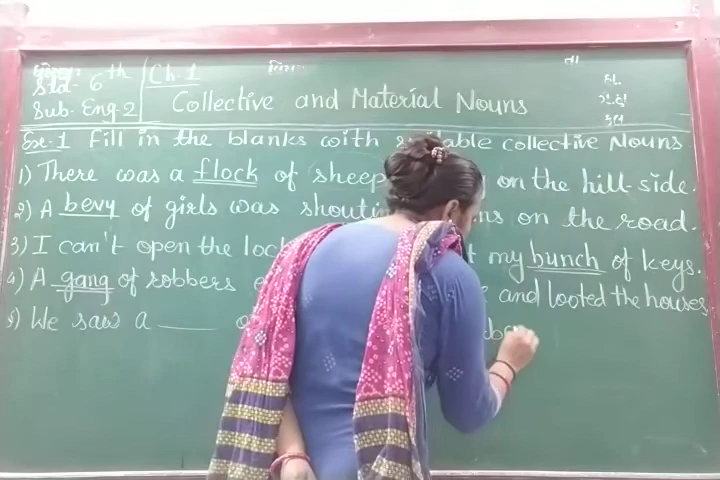 Std- 6th Ch.1
Sub- Eng-2 Collective and Material Nouns
Ex-1 Fill in the blanks with suitable collective Nouns
1) There was a flock of sheep on the hill-side.
2) A bevy of girls was shouting on the road.
3) I can't open the lock my bunch of keys.
4) A gang of robbers and looted the houses.
5) We saw a ____